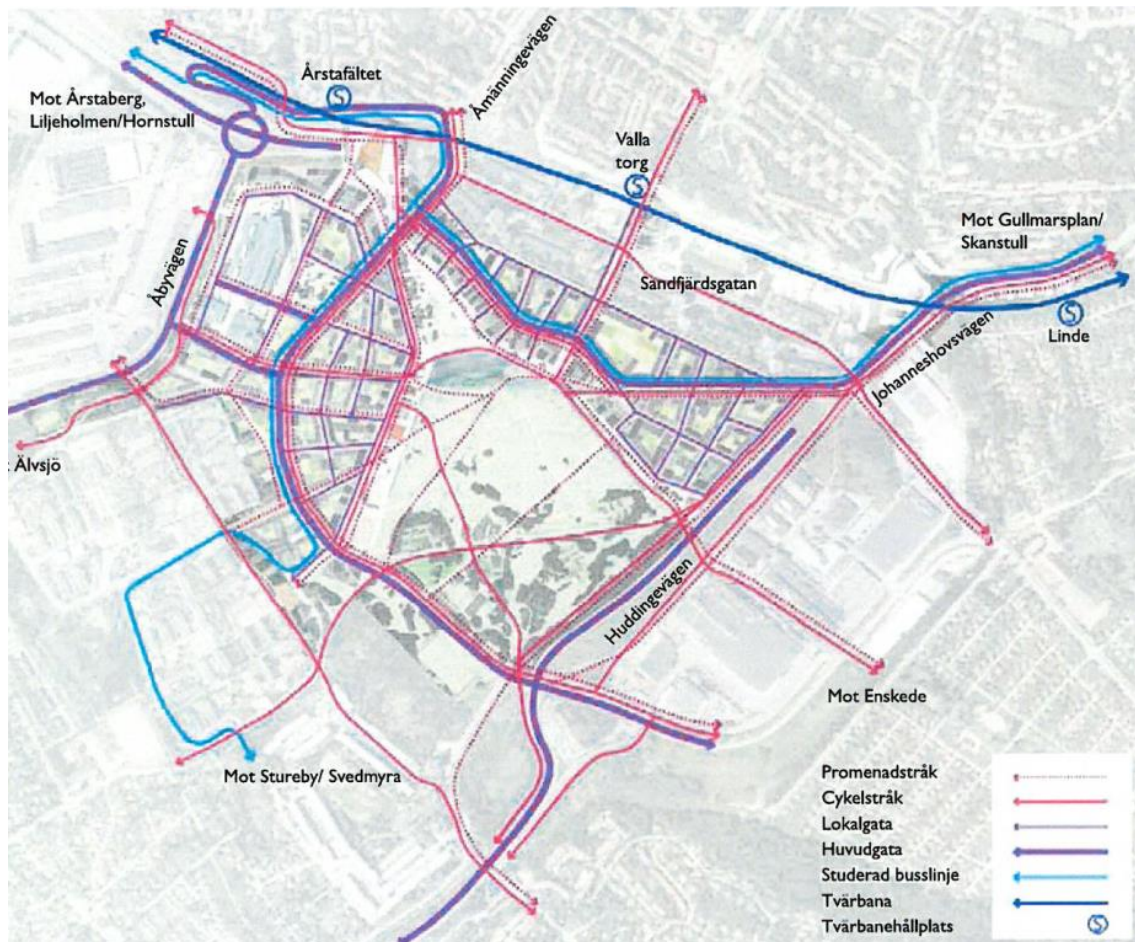 Årstafältet
Åmänningevägen
Mot Årstaberg,
Liljeholmen/Hornstull
Valla
torg
Mot Gullmarsplan/
Skanstull
Åbyvägen
Sandfjärdsgatan
Johanneshovsvägen
Linde
Älvsjö
Huddingevägen
Mot Enskede
Mot Stureby/ Svedmyra
Promenadstråk
Cykelstråk
Lokalgata
Huvudgata
Studerad busslinje
Tvärbana
Tvärbanehållplats
S
S
S
S